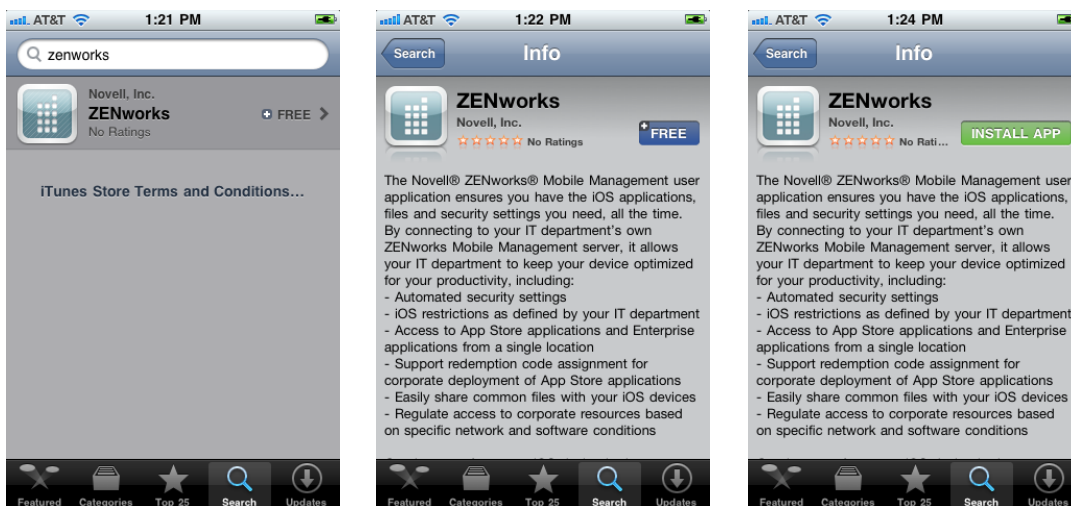 AT&T 1:21 PM
zenworks
Novell, Inc.
ZENworks
FREE
No Ratings
iTunes Store Terms and Conditions...
Featured Categories Top 25 Search Updates
AT&T 1:22 PM
Search Info
ZENworks
Novell, Inc.
No Ratings
FREE
The Novell® ZENworks® Mobile Management user
application ensures you have the iOS applications,
files and security settings you need, all the time.
By connecting to your IT department's own
ZENworks Mobile Management server, it allows
your IT department to keep your device optimized
for your productivity, including:
- Automated security settings
- iOS restrictions as defined by your IT department
- Access to App Store applications and Enterprise
applications from a single location
- Support redemption code assignment for
corporate deployment of App Store applications
- Easily share common files with your iOS devices
- Regulate access to corporate resources based
on specific network and software conditions
Featured Categories Top 25 Search Updates
AT&T 1:24 PM
Search Info
ZENworks
Novell, Inc.
No Rati...
INSTALL APP
The Novell® ZENworks® Mobile Management user
application ensures you have the iOS applications,
files and security settings you need, all the time.
By connecting to your IT department's own
ZENworks Mobile Management server, it allows
your IT department to keep your device optimized
for your productivity, including:
- Automated security settings
- iOS restrictions as defined by your IT department
- Access to App Store applications and Enterprise
applications from a single location
- Support redemption code assignment for
corporate deployment of App Store applications
- Easily share common files with your iOS devices
- Regulate access to corporate resources based
on specific network and software conditions
Featured Categories Top 25 Search Updates